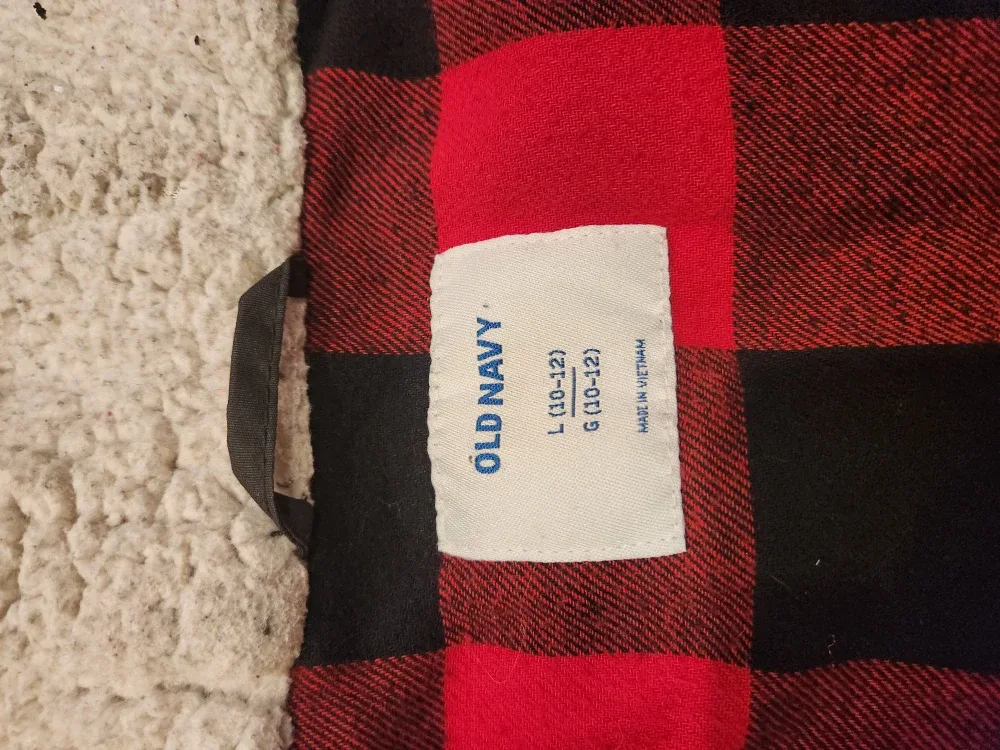 OLD NAVY
L (10-12)
G (10-12)
MADE IN VIETNAM